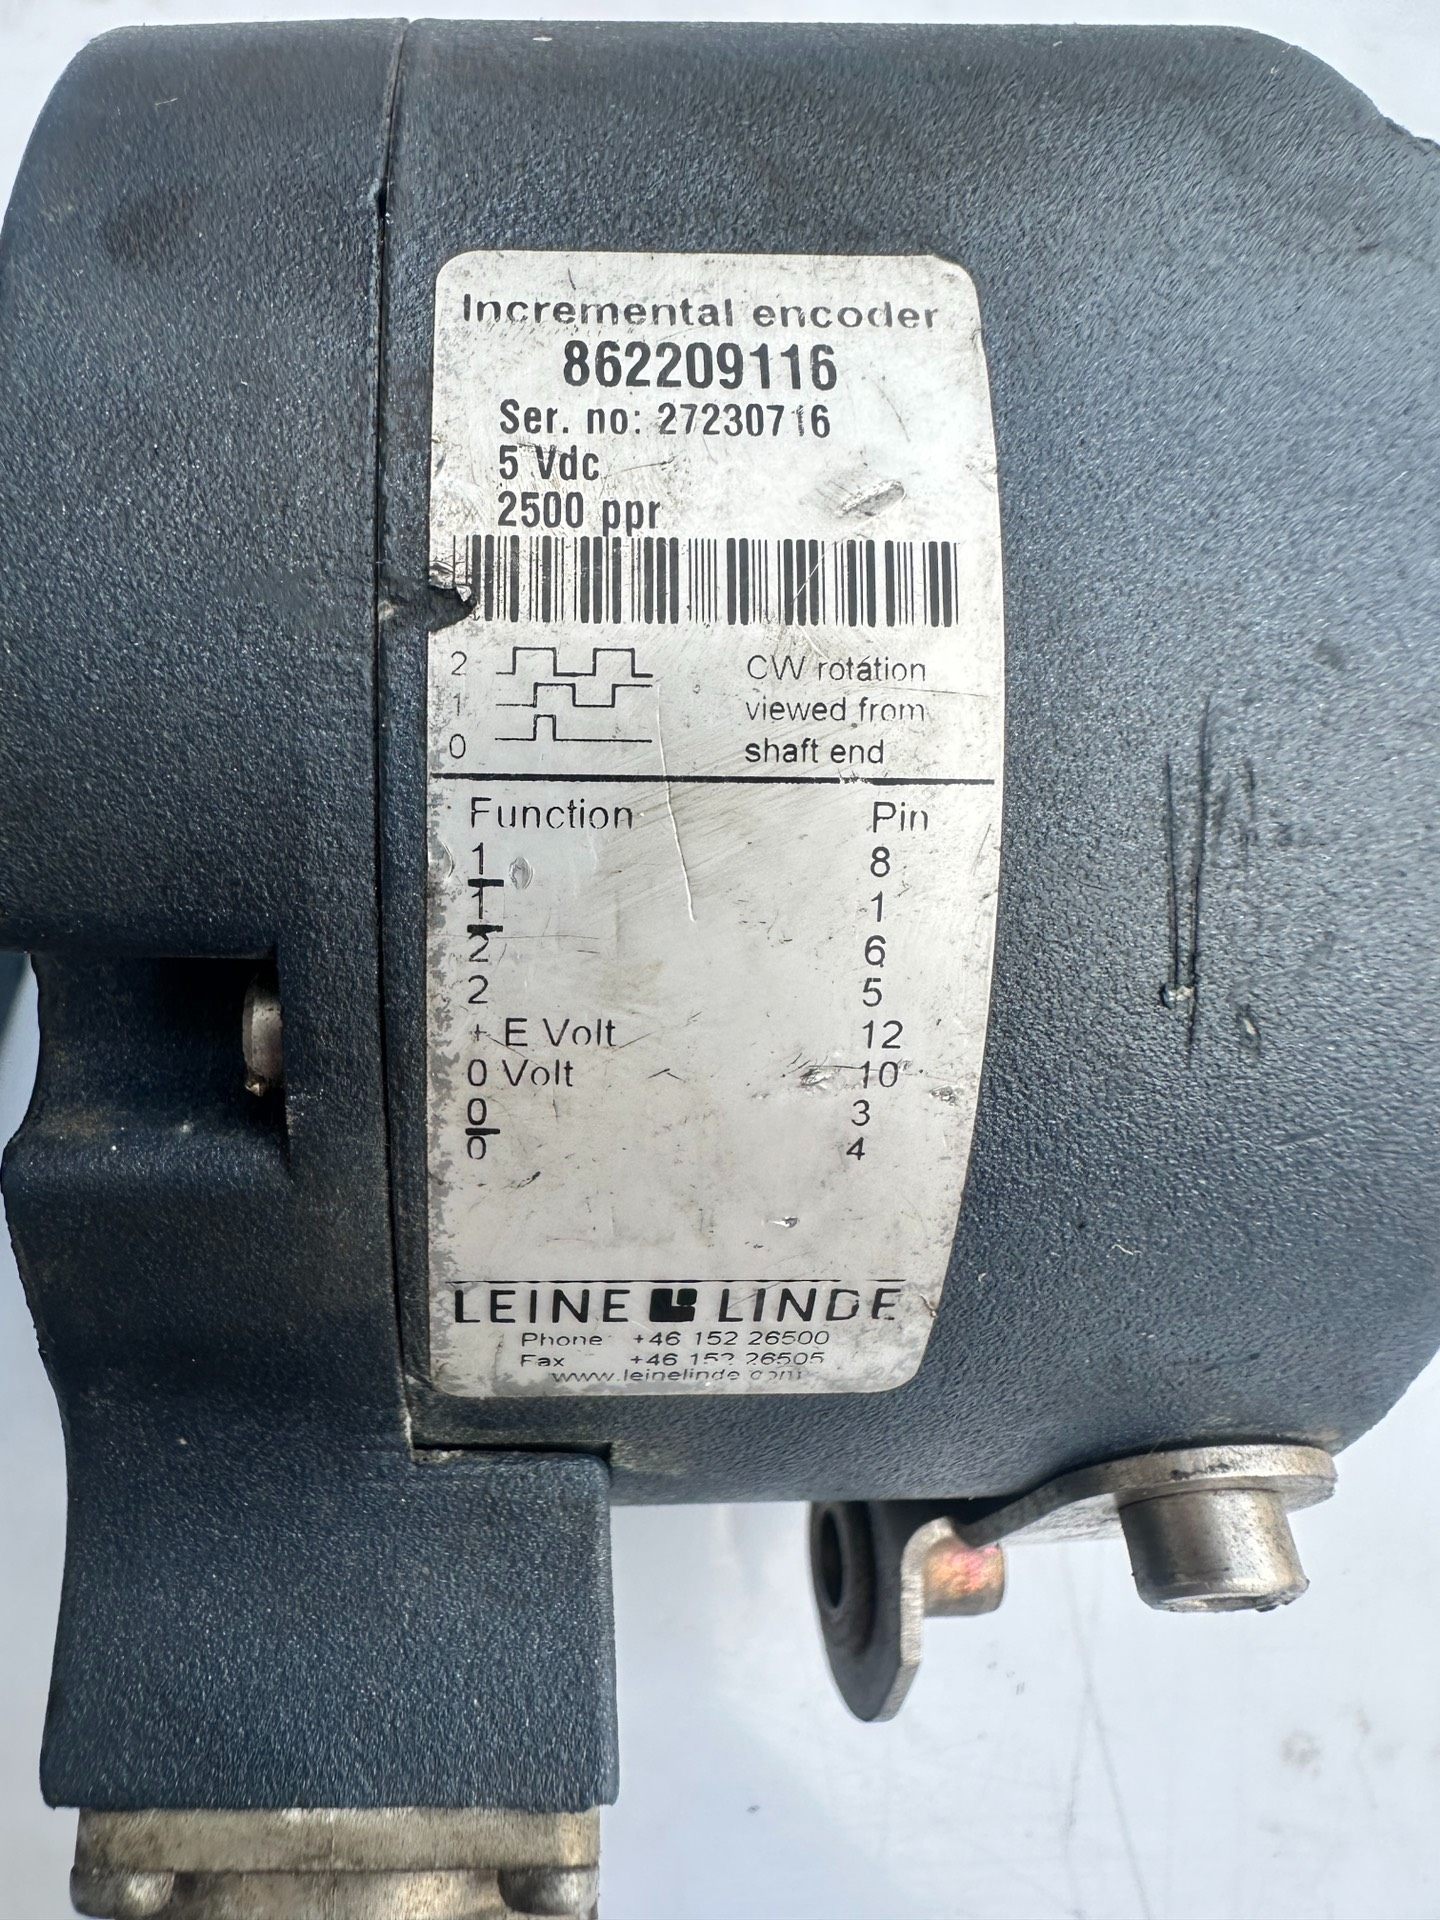 Incremental encoder
862209116
Ser. no: 27230716
5 Vdc
2500 ppr
2 CW rotation
1 viewed from
0 shaft end
Function Pin
1 8
1̅ 1
2̅ 6
2 5
+ E Volt 12
0 Volt 10
0 3
0̅ 4
LEINE LINDE
Phone +46 152 26500
Fax +46 152 26505
www.leinelinde.com